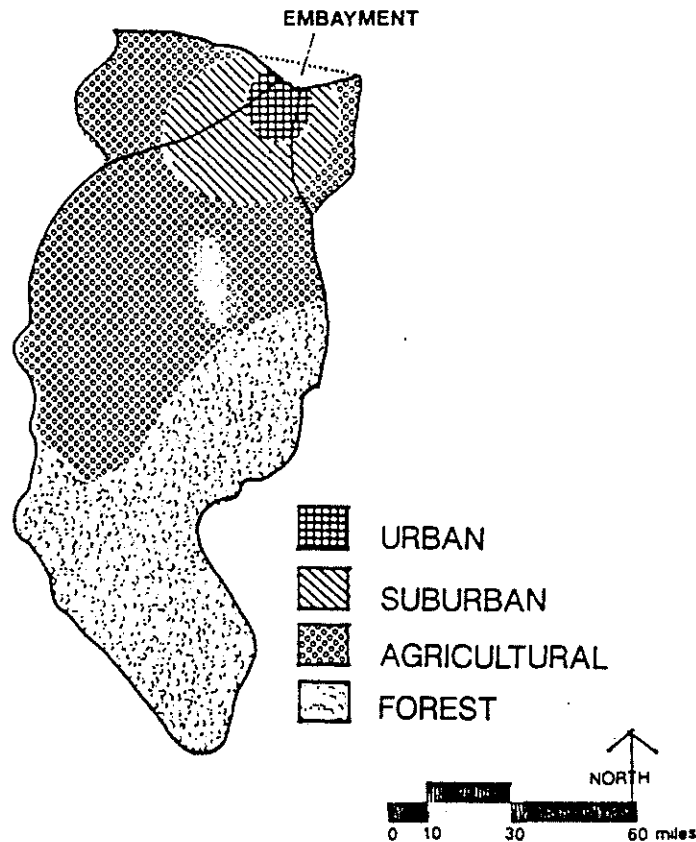 EMBAYMENT
URBAN
SUBURBAN
AGRICULTURAL
FOREST
NORTH
0 10 30 60 miles